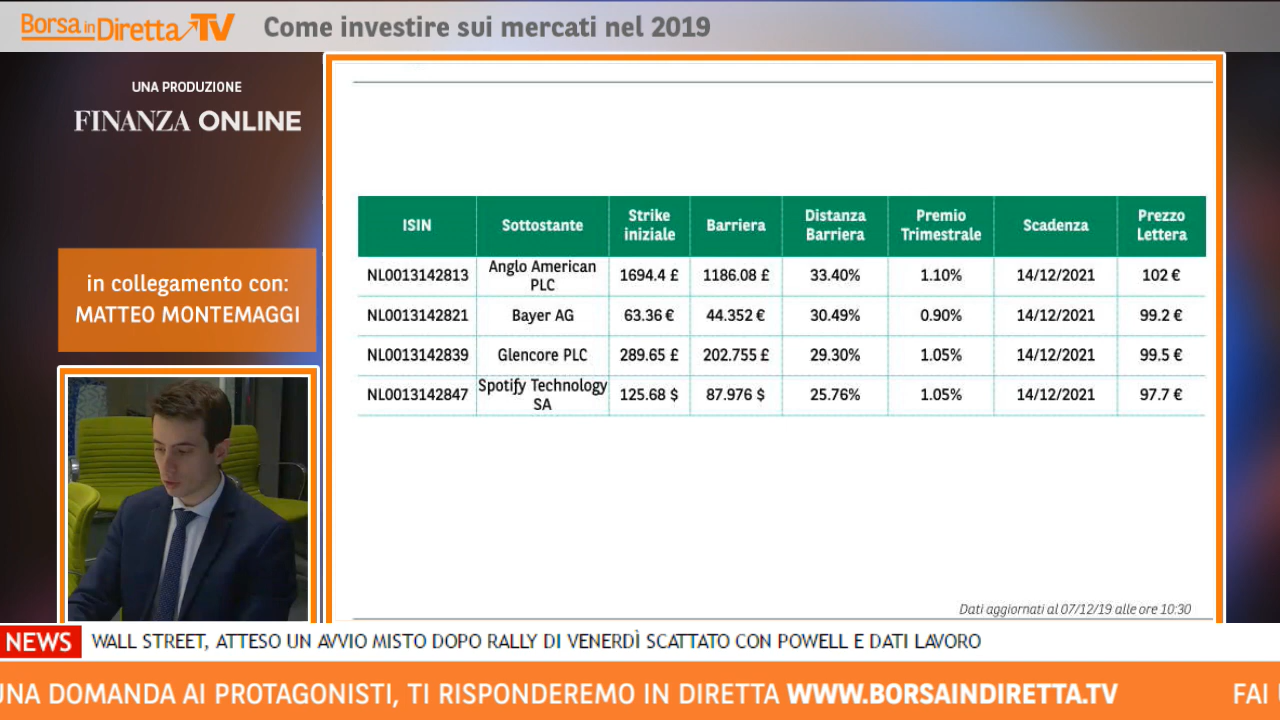 Borsa in Diretta TV
Come investire sui mercati nel 2019
UNA PRODUZIONE
FINANZA ONLINE
in collegamento con:
MATTEO MONTEMAGGI
ISIN Sottostante Strike iniziale Barriera Distanza Barriera Premio Trimestrale Scadenza Prezzo Lettera
NL0013142813 Anglo American PLC 1694.4 £ 1186.08 £ 33.40% 1.10% 14/12/2021 102 €
NL0013142821 Bayer AG 63.36 € 44.352 € 30.49% 0.90% 14/12/2021 99.2 €
NL0013142839 Glencore PLC 289.65 £ 202.755 £ 29.30% 1.05% 14/12/2021 99.5 €
NL0013142847 Spotify Technology SA 125.68 $ 87.976 $ 25.76% 1.05% 14/12/2021 97.7 €
Dati aggiornati al 07/12/19 alle ore 10:30
NEWS WALL STREET, ATTESO UN AVVIO MISTO DOPO RALLY DI VENERDÌ SCATTATO CON POWELL E DATI LAVORO
UNA DOMANDA AI PROTAGONISTI, TI RISPONDEREMO IN DIRETTA WWW.BORSAINDIRETTA.TV FAI